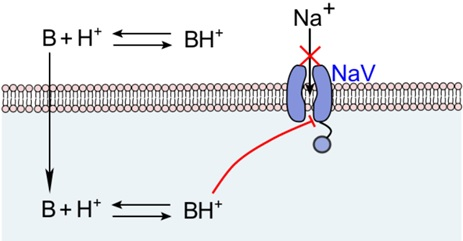 Na⁺
B + H⁺ ⇌ BH⁺
NaV
B + H⁺ ⇌ BH⁺